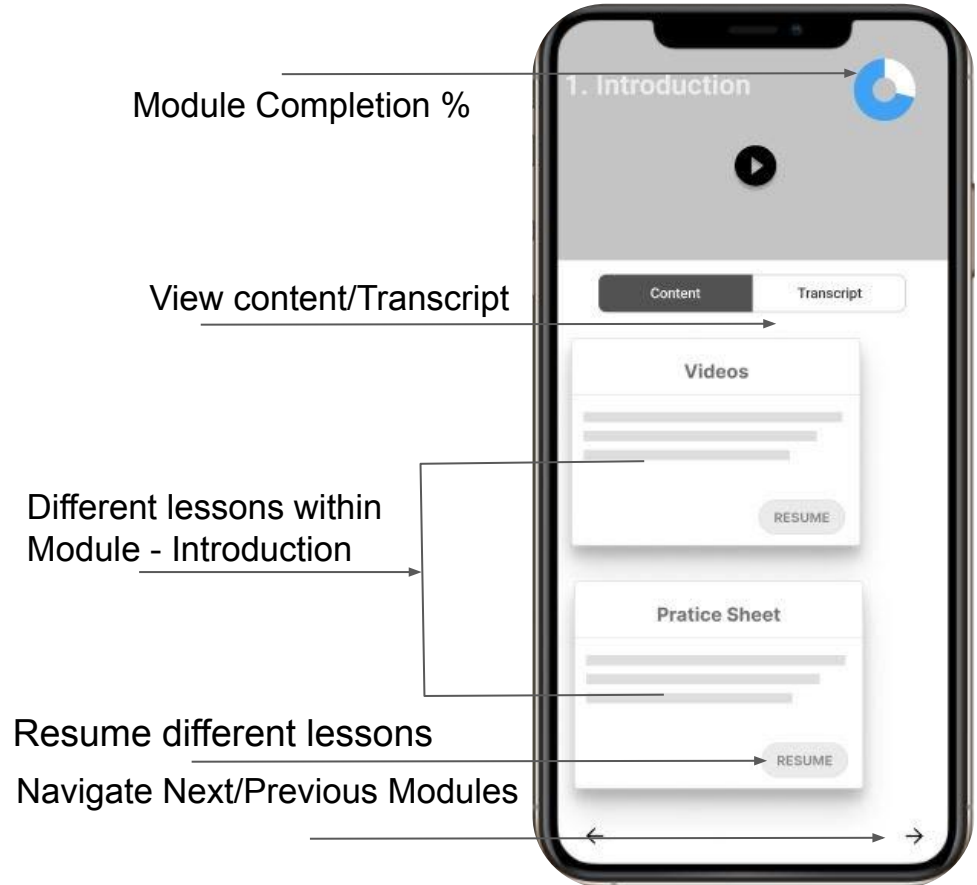 1. Introduction
Module Completion %
View content/Transcript
Content Transcript
Videos
Different lessons within
Module - Introduction
RESUME
Pratice Sheet
Resume different lessons
RESUME
Navigate Next/Previous Modules